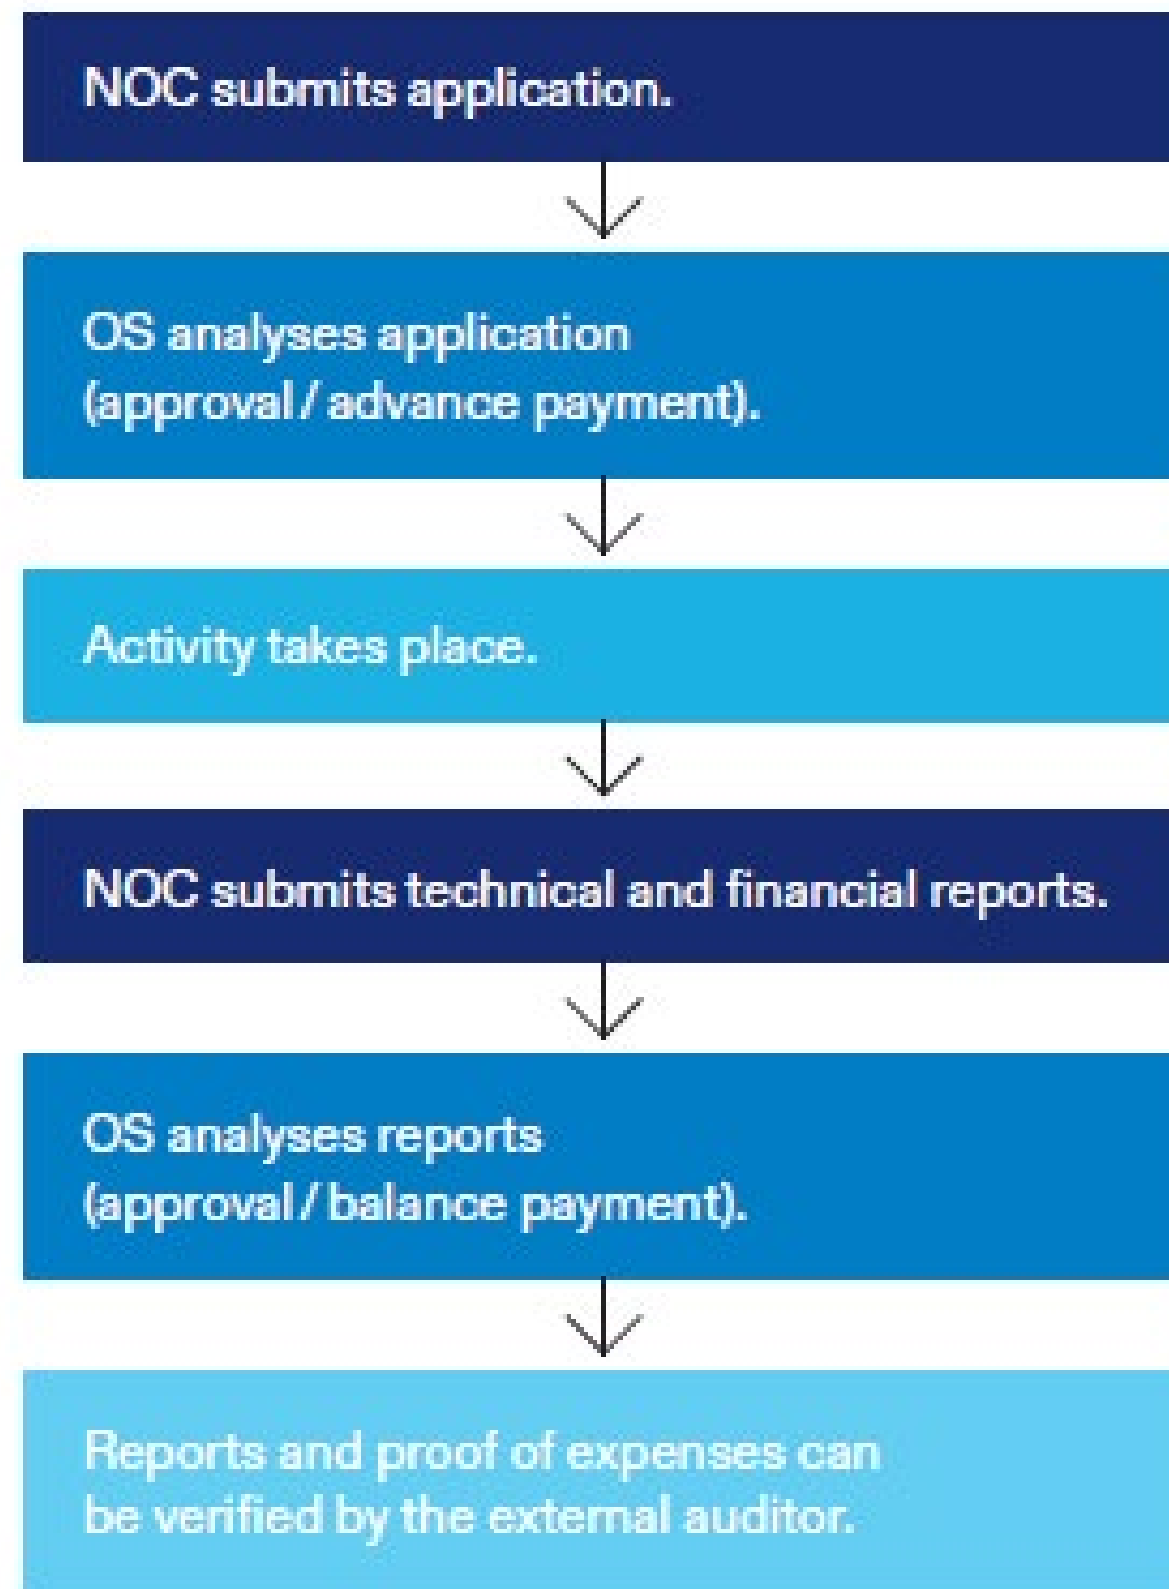 NOC submits application.
OS analyses application
(approval / advance payment).
Activity takes place.
NOC submits technical and financial reports.
OS analyses reports
(approval / balance payment).
Reports and proof of expenses can
be verified by the external auditor.